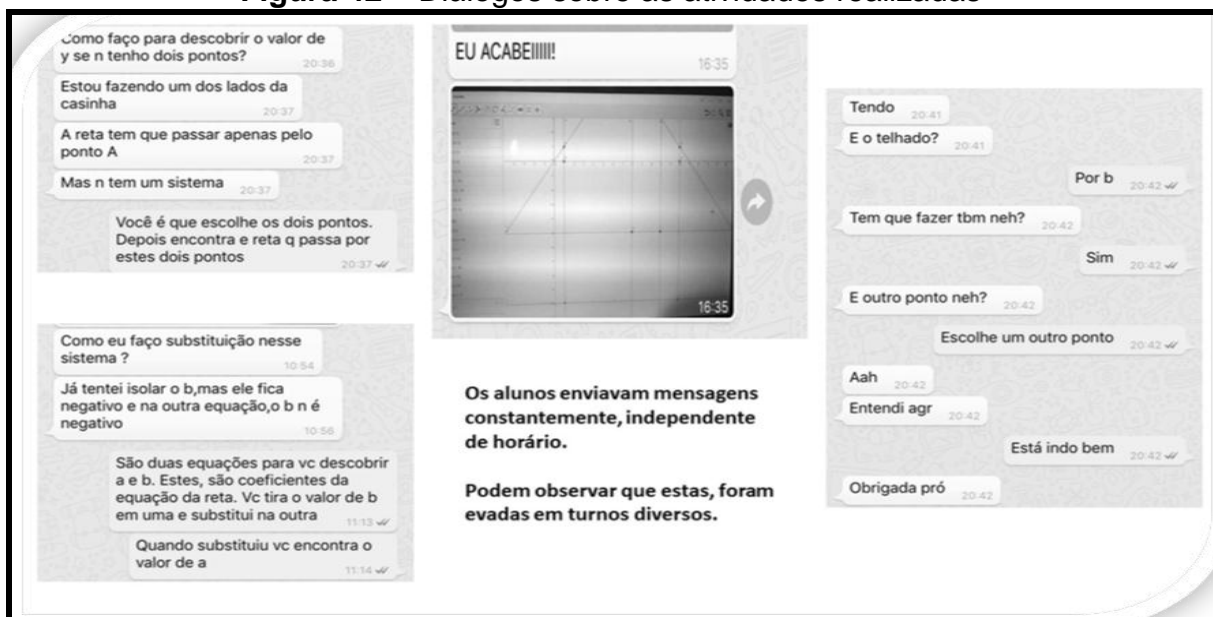 Como faço para descobrir o valor de
y se n tenho dois pontos?
20:36
Estou fazendo um dos lados da
casinha
20:37
A reta tem que passar apenas pelo
ponto A
20:37
Mas n tem um sistema
20:37
Você é que escolhe os dois pontos.
Depois encontra e reta q passa por
estes dois pontos
20:37
Como eu faço substituição nesse
sistema ?
10:54
Já tentei isolar o b,mas ele fica
negativo e na outra equação,o b n é
negativo
10:56
São duas equações para vc descobrir
a e b. Estes, são coeficientes da
equação da reta. Vc tira o valor de b
em uma e substitui na outra
11:13
Quando substituiu vc encontra o
valor de a
11:14
EU ACABEIIIII!
16:35
16:35
Os alunos enviavam mensagens
constantemente, independente
de horário.
Podem observar que estas, foram
evadas em turnos diversos.
Tendo
20:41
E o telhado?
20:41
Por b
20:42
Tem que fazer tbm neh?
20:42
Sim
20:42
E outro ponto neh?
20:42
Escolhe um outro ponto
20:42
Aah
20:42
Entendi agr
20:42
Está indo bem
20:42
Obrigada pró
20:42